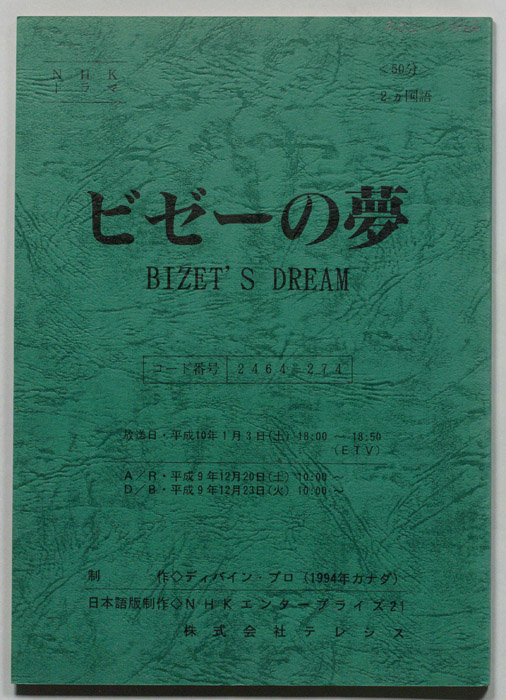 NHK
ドラマ
<50分
2ヵ国語
ビゼーの夢
BIZET'S DREAM
コード番号 2464-274
放送日・平成10年1月3日(土) 18:00 ～ 18:50
(ETV)
A/R・平成9年12月20日(土) 10:00 ～
D/B・平成9年12月23日(火) 10:00 ～
制 作◇ディバイン・プロ (1994年カナダ)
日本語版制作◇NHKエンタープライズ21
株式会社テレシス